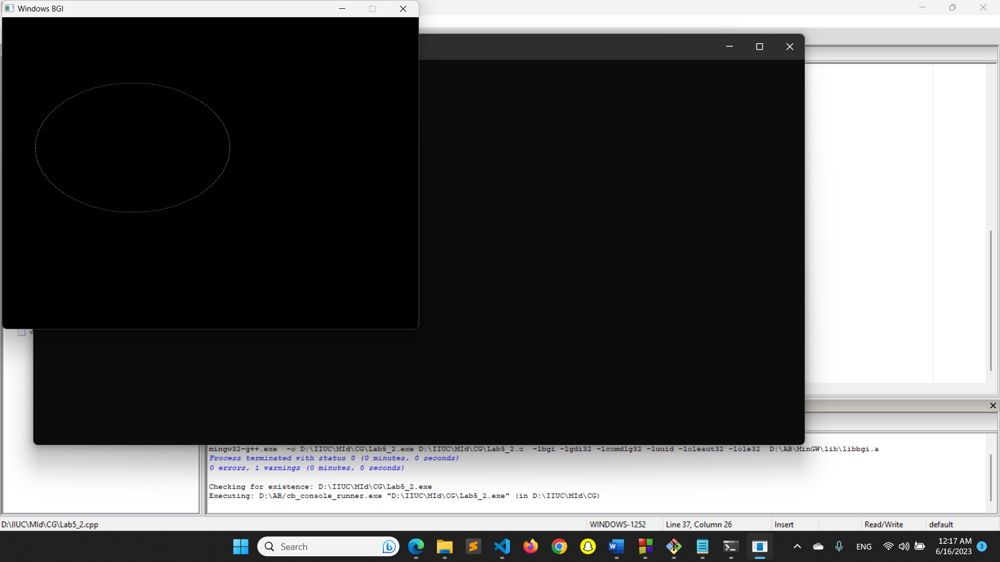 Windows BGI
mingw32-g++.exe  -o D:\IIUC\MId\CG\Lab5_2.exe D:\IIUC\MId\CG\Lab5_2.o  -lbgi -lgdi32 -lcomdlg32 -luuid -loleaut32 -lole32  D:\AB\MinGW\lib\libbgi.a
Process terminated with status 0 (0 minutes, 0 seconds)
0 errors, 1 warnings (0 minutes, 0 seconds)
Checking for existence: D:\IIUC\MId\CG\Lab5_2.exe
Executing: D:\AB/cb_console_runner.exe "D:\IIUC\MId\CG\Lab5_2.exe" (in D:\IIUC\MId\CG)
D:\IIUC\MId\CG\Lab5_2.cpp WINDOWS-1252 Line 37, Column 26 Insert Read/Write default
Search ENG 12:17 AM
6/16/2023 3